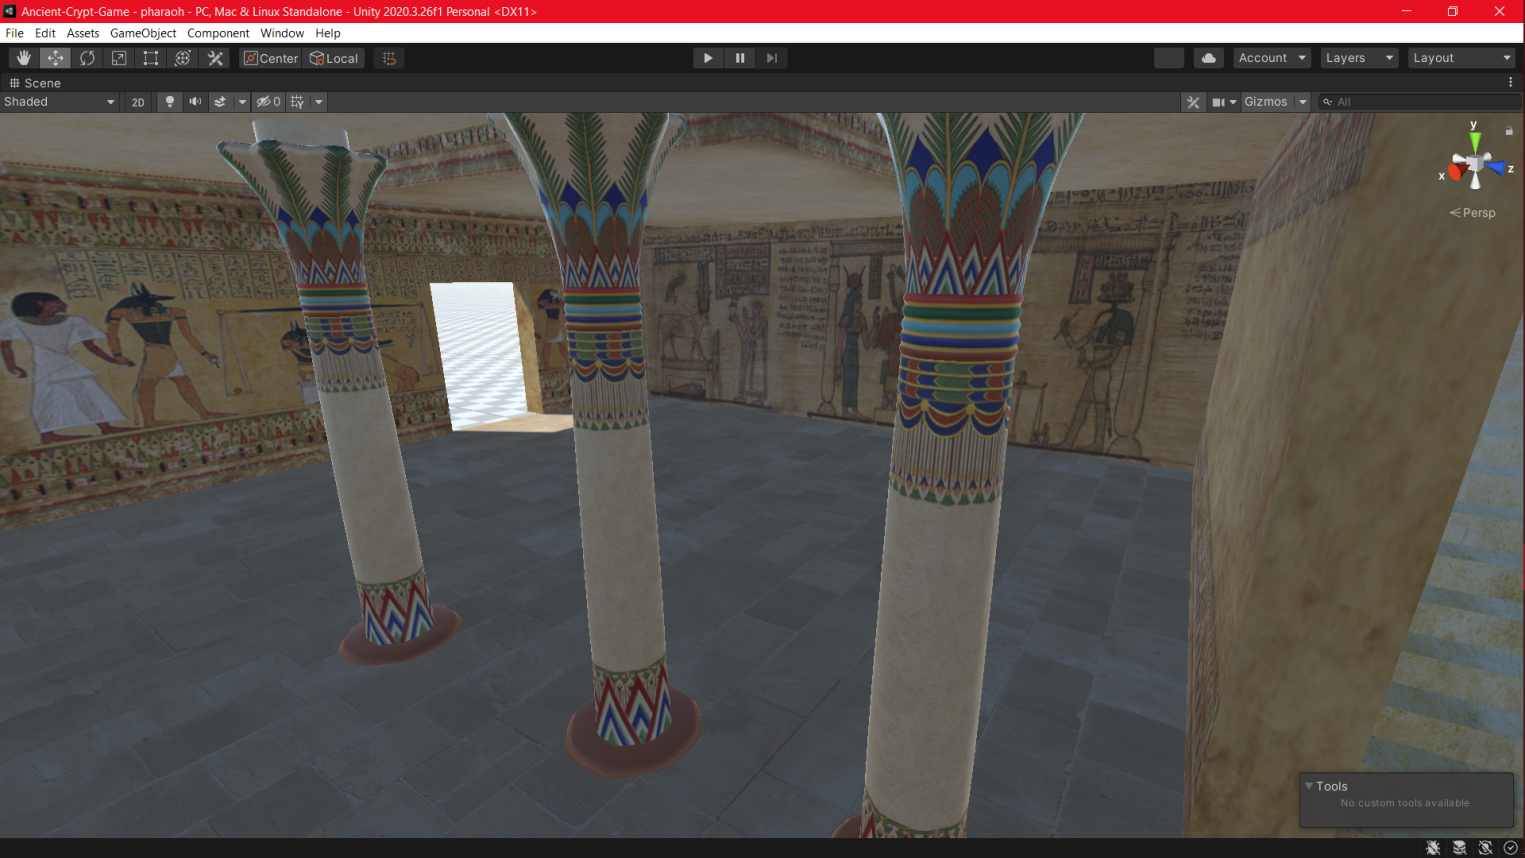 Ancient-Crypt-Game - pharaoh - PC, Mac & Linux Standalone - Unity 2020.3.26f1 Personal <DX11>
File Edit Assets GameObject Component Window Help
Center Local Account Layers Layout
Scene
Shaded 2D 0 Gizmos All
y
x z
Persp
Tools
No custom tools available